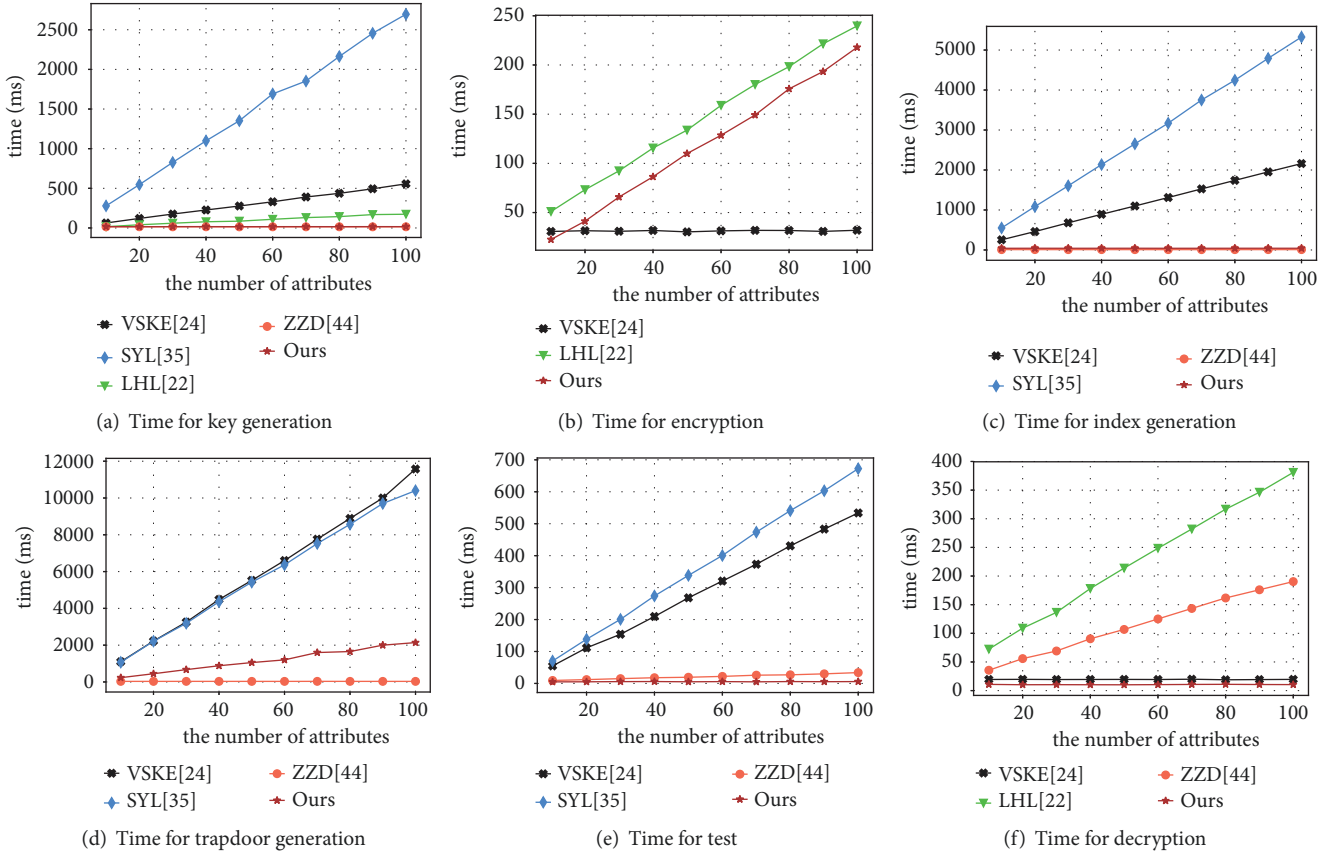 2500
2000
1500
1000
500
0
time (ms)
20 40 60 80 100
the number of attributes
VSKE[24]
SYL[35]
LHL[22]
ZZD[44]
Ours
(a) Time for key generation
250
200
150
100
50
time (ms)
20 40 60 80 100
the number of attributes
VSKE[24]
LHL[22]
Ours
(b) Time for encryption
5000
4000
3000
2000
1000
0
time (ms)
20 40 60 80 100
the number of attributes
VSKE[24]
SYL[35]
ZZD[44]
Ours
(c) Time for index generation
12000
10000
8000
6000
4000
2000
0
time (ms)
20 40 60 80 100
the number of attributes
VSKE[24]
SYL[35]
ZZD[44]
Ours
(d) Time for trapdoor generation
700
600
500
400
300
200
100
0
time (ms)
20 40 60 80 100
the number of attributes
VSKE[24]
SYL[35]
ZZD[44]
Ours
(e) Time for test
400
350
300
250
200
150
100
50
0
time (ms)
20 40 60 80 100
the number of attributes
VSKE[24]
LHL[22]
ZZD[44]
Ours
(f) Time for decryption